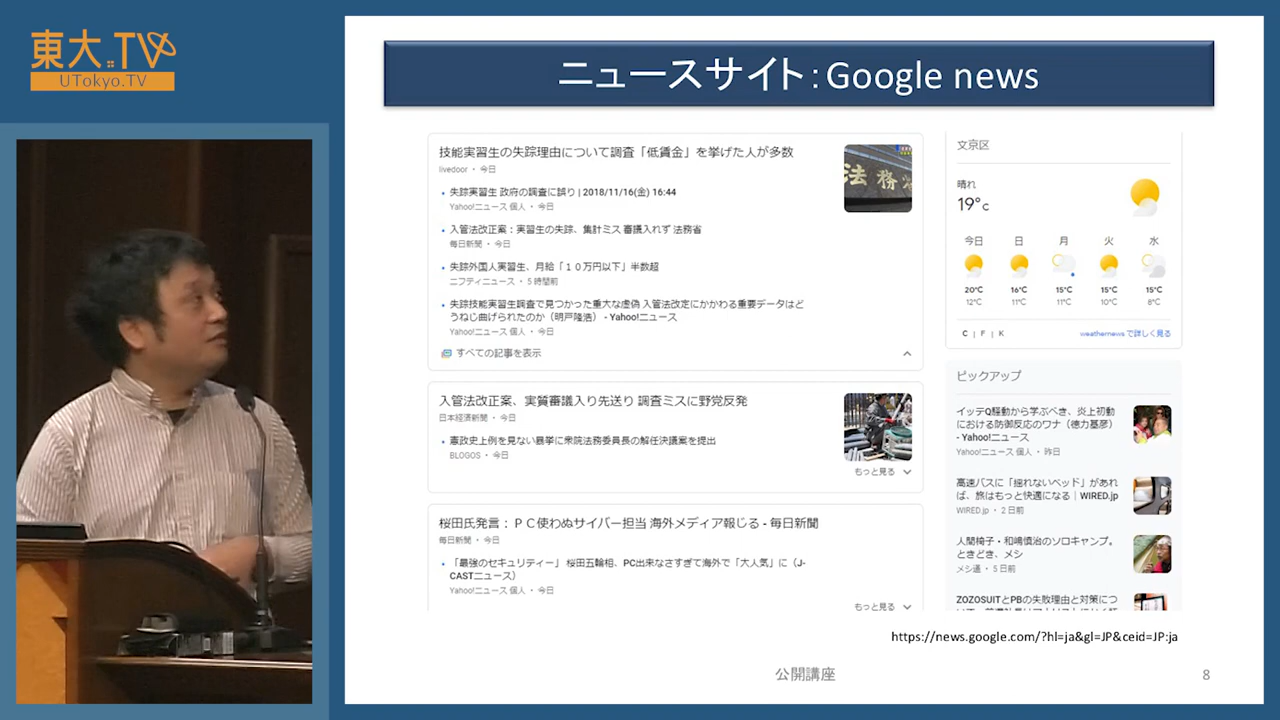 東大.TV
UTokyo.TV
ニュースサイト：Google news
技能実習生の失踪理由について調査「低賃金」を挙げた人が多数
livedoor・今日
・失踪実習生 政府の調査に誤り | 2018/11/16(金) 16:44
Yahoo!ニュース 個人・今日
・入管法改正案：実習生の失踪、集計ミス 審議入れず 法務省
毎日新聞・今日
・失踪外国人実習生、月給「１０万円以下」半数超
ニフティニュース・5 時間前
・失踪技能実習生調査で見つかった重大な虚偽 入管法改定にかかわる重要データはど
うねじ曲げられたのか（明戸隆浩） - Yahoo!ニュース
Yahoo!ニュース 個人・今日
すべての記事を表示
法務
入管法改正案、実質審議入り先送り 調査ミスに野党反発
日本経済新聞・今日
・憲政史上例を見ない暴挙に衆院法務委員長の解任決議案を提出
BLOGOS・今日
もっと見る
桜田氏発言：ＰＣ使わぬサイバー担当 海外メディア報じる - 毎日新聞
毎日新聞・今日
・「最強のセキュリティー」 桜田五輪相、PC出来なさすぎて海外で「大人気」に（J-
CASTニュース）
Yahoo!ニュース 個人・今日
もっと見る
文京区
晴れ
19°C
今日 日 月 火 水
20°C 16°C 15°C 15°C 15°C
12°C 11°C 11°C 10°C 8°C
C | F | K
weathernews で詳しく見る
ピックアップ
イッテQ騒動から学ぶべき、炎上初動
における防御反応のワナ（徳力基彦）
- Yahoo!ニュース
Yahoo!ニュース 個人・昨日
高速バスに「揺れないベッド」があれ
ば、旅はもっと快適になる｜WIRED.jp
WIRED.jp・2 日前
人間椅子・和嶋慎治のソロキャンプ。
ときどき、メシ
メシ通・5 日前
ZOZOSUITとPBの失敗理由と対策につ
https://news.google.com/?hl=ja&gl=JP&ceid=JP:ja
公開講座
8